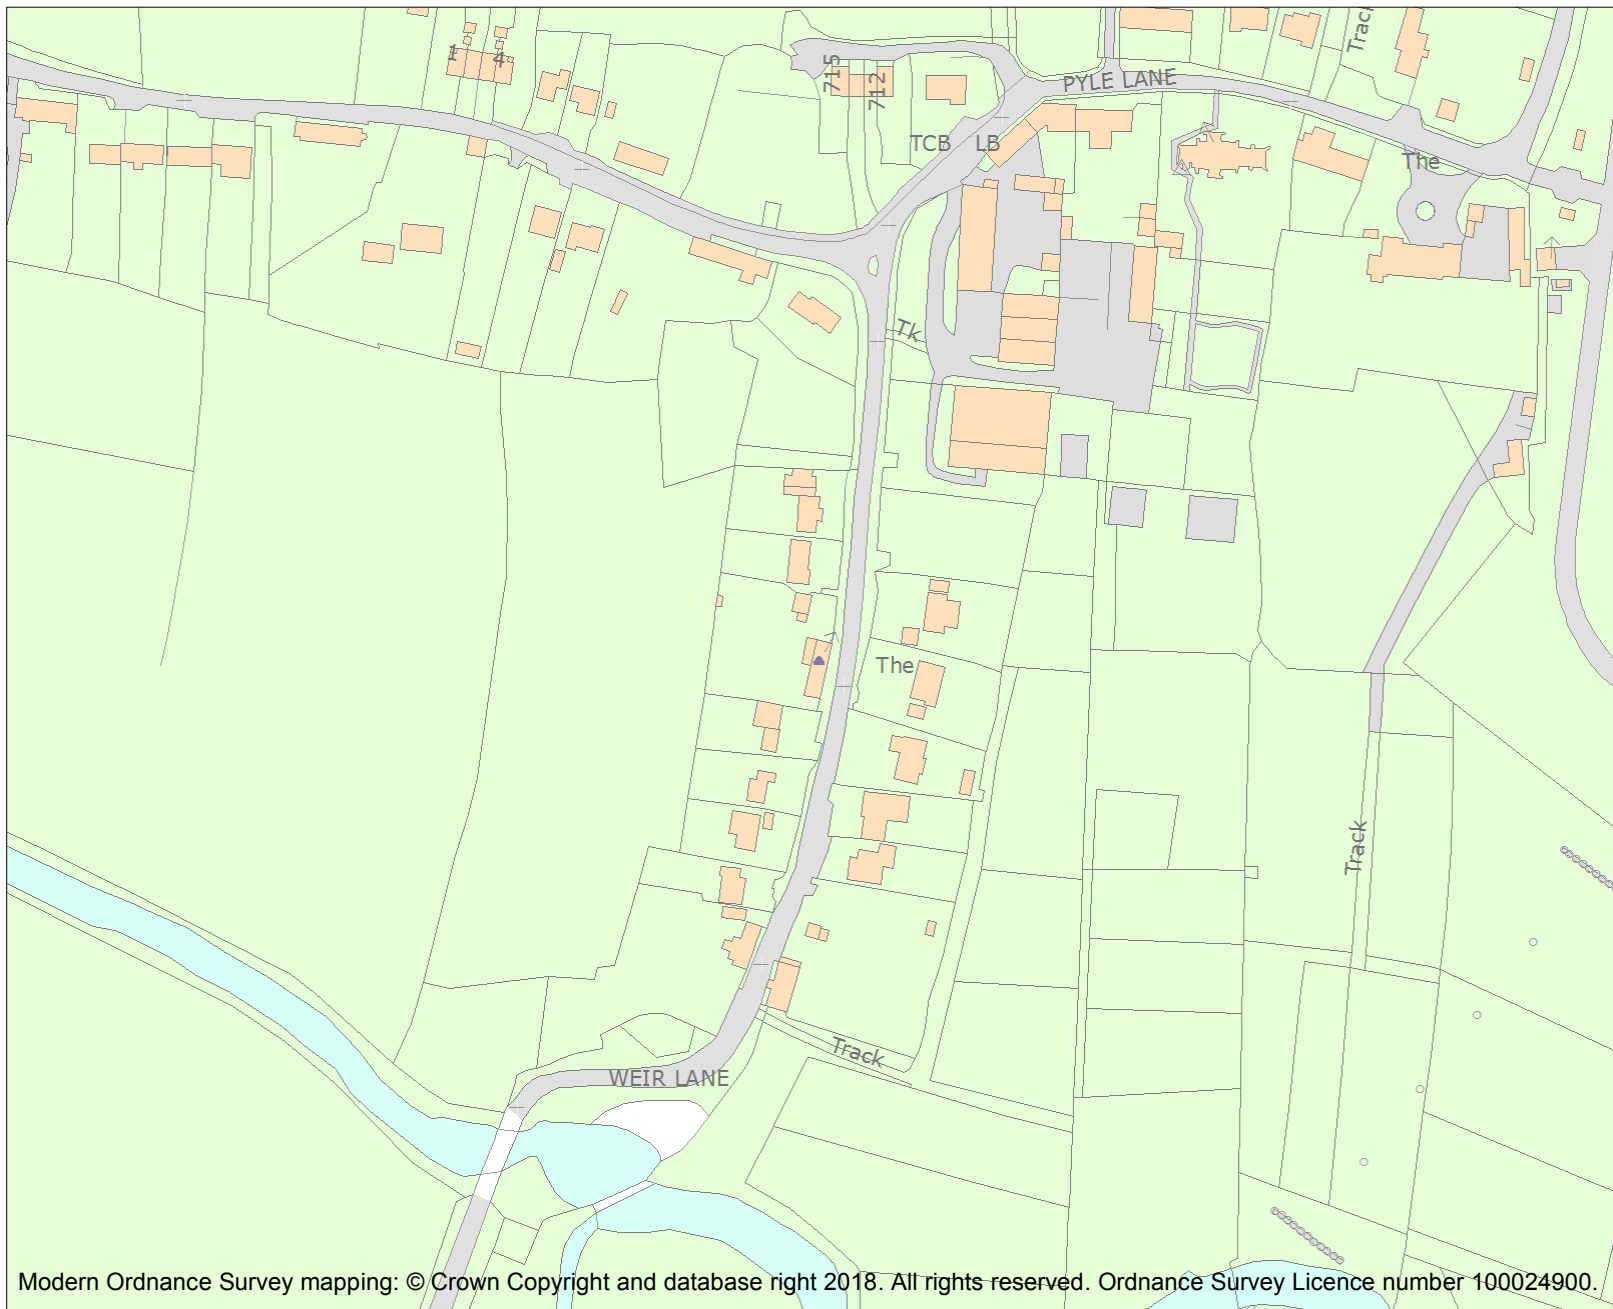 Track
1
4
715
712
PYLE LANE
TCB
LB
The
Tk
The
Track
Track
WEIR LANE
Modern Ordnance Survey mapping: © Crown Copyright and database right 2018. All rights reserved. Ordnance Survey Licence number 100024900.